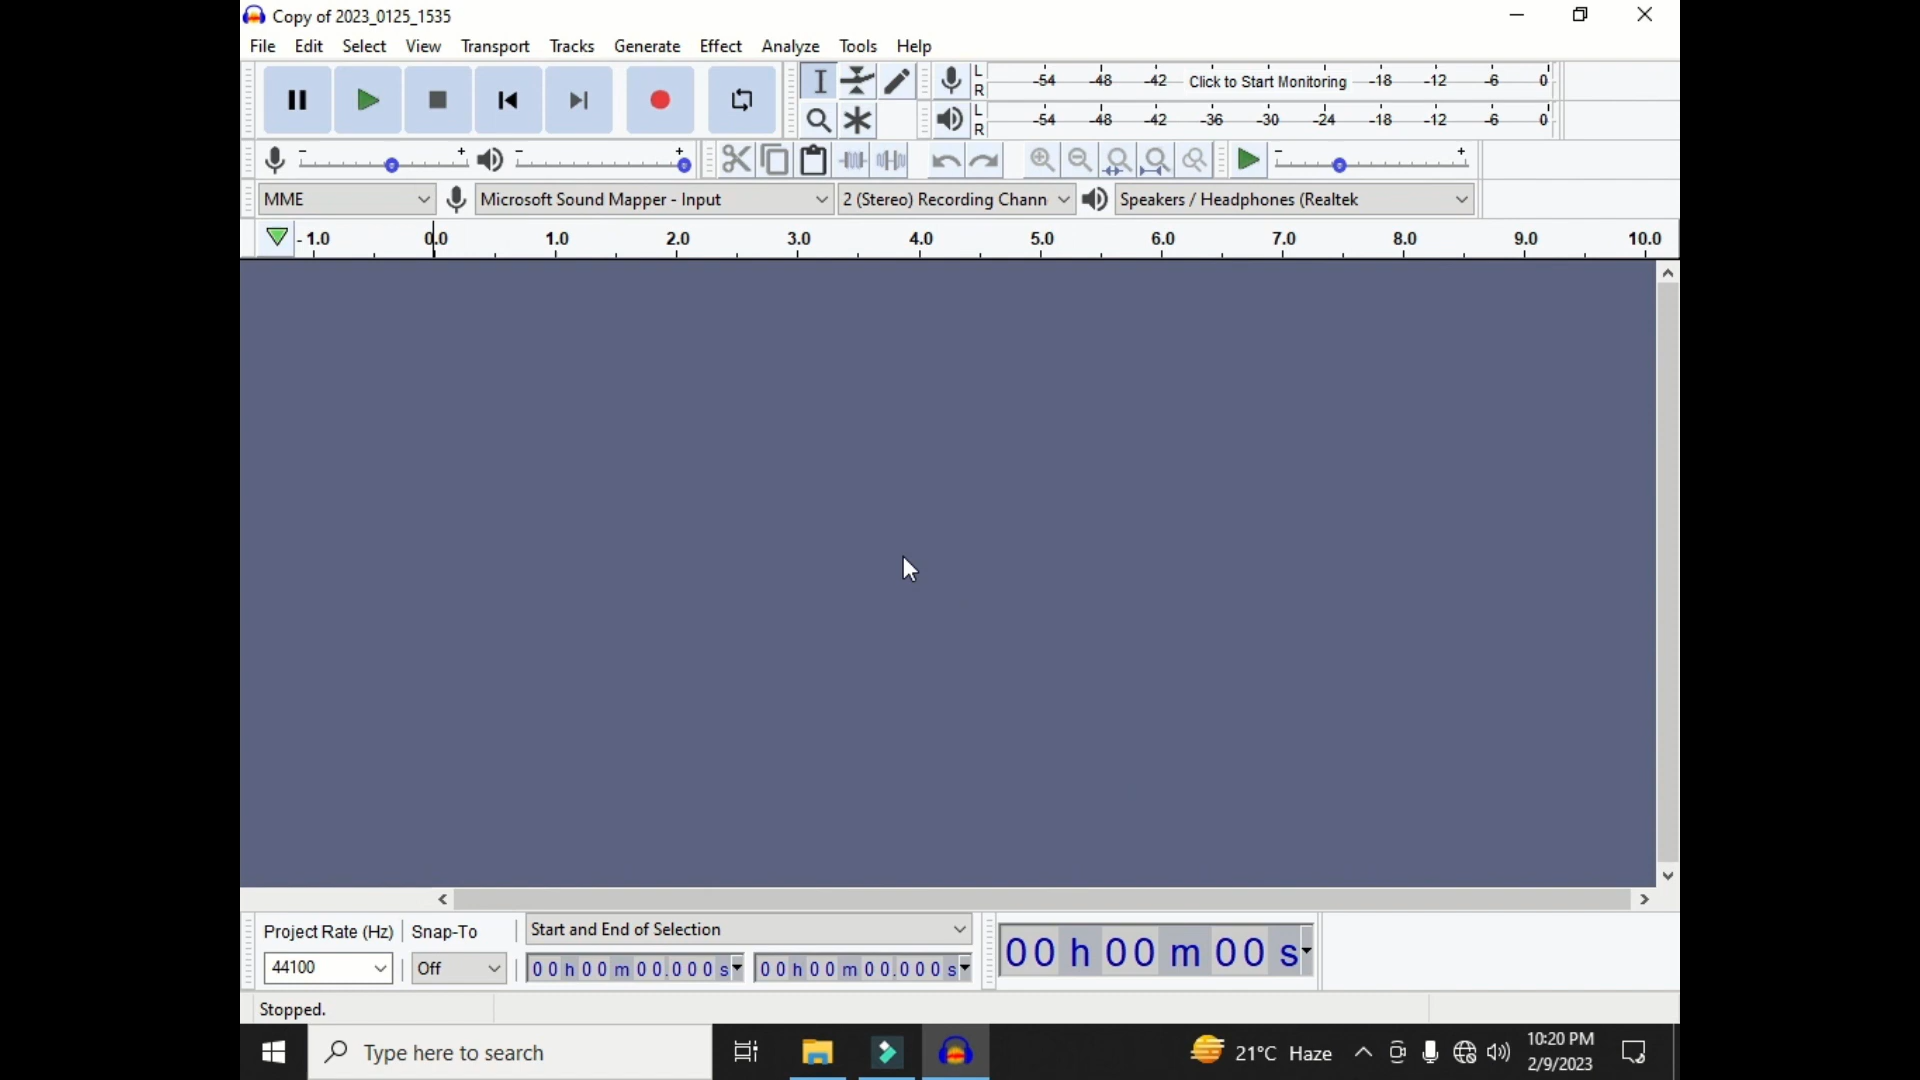 Copy of 2023_0125_1535
File Edit Select View Transport Tracks Generate Effect Analyze Tools Help
L R -54 -48 -42 Click to Start Monitoring -18 -12 -6 0
L R -54 -48 -42 -36 -30 -24 -18 -12 -6 0
- + - + - +
MME Microsoft Sound Mapper - Input 2 (Stereo) Recording Chann Speakers / Headphones (Realtek
- 1.0 0.0 1.0 2.0 3.0 4.0 5.0 6.0 7.0 8.0 9.0 10.0
Project Rate (Hz) Snap-To Start and End of Selection
44100 Off 00 h 00 m 00.000 s 00 h 00 m 00.000 s 00 h 00 m 00 s
Stopped.
Type here to search 21°C Haze 10:20 PM
2/9/2023